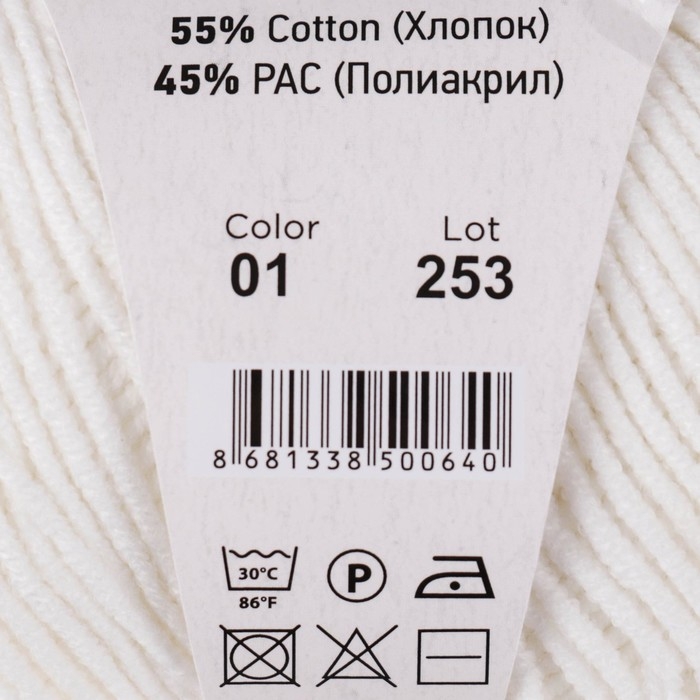 55% Cotton (Хлопок)
45% PAC (Полиакрил)
Color Lot
01 253
8 681338 500640
30°C
86°F
P